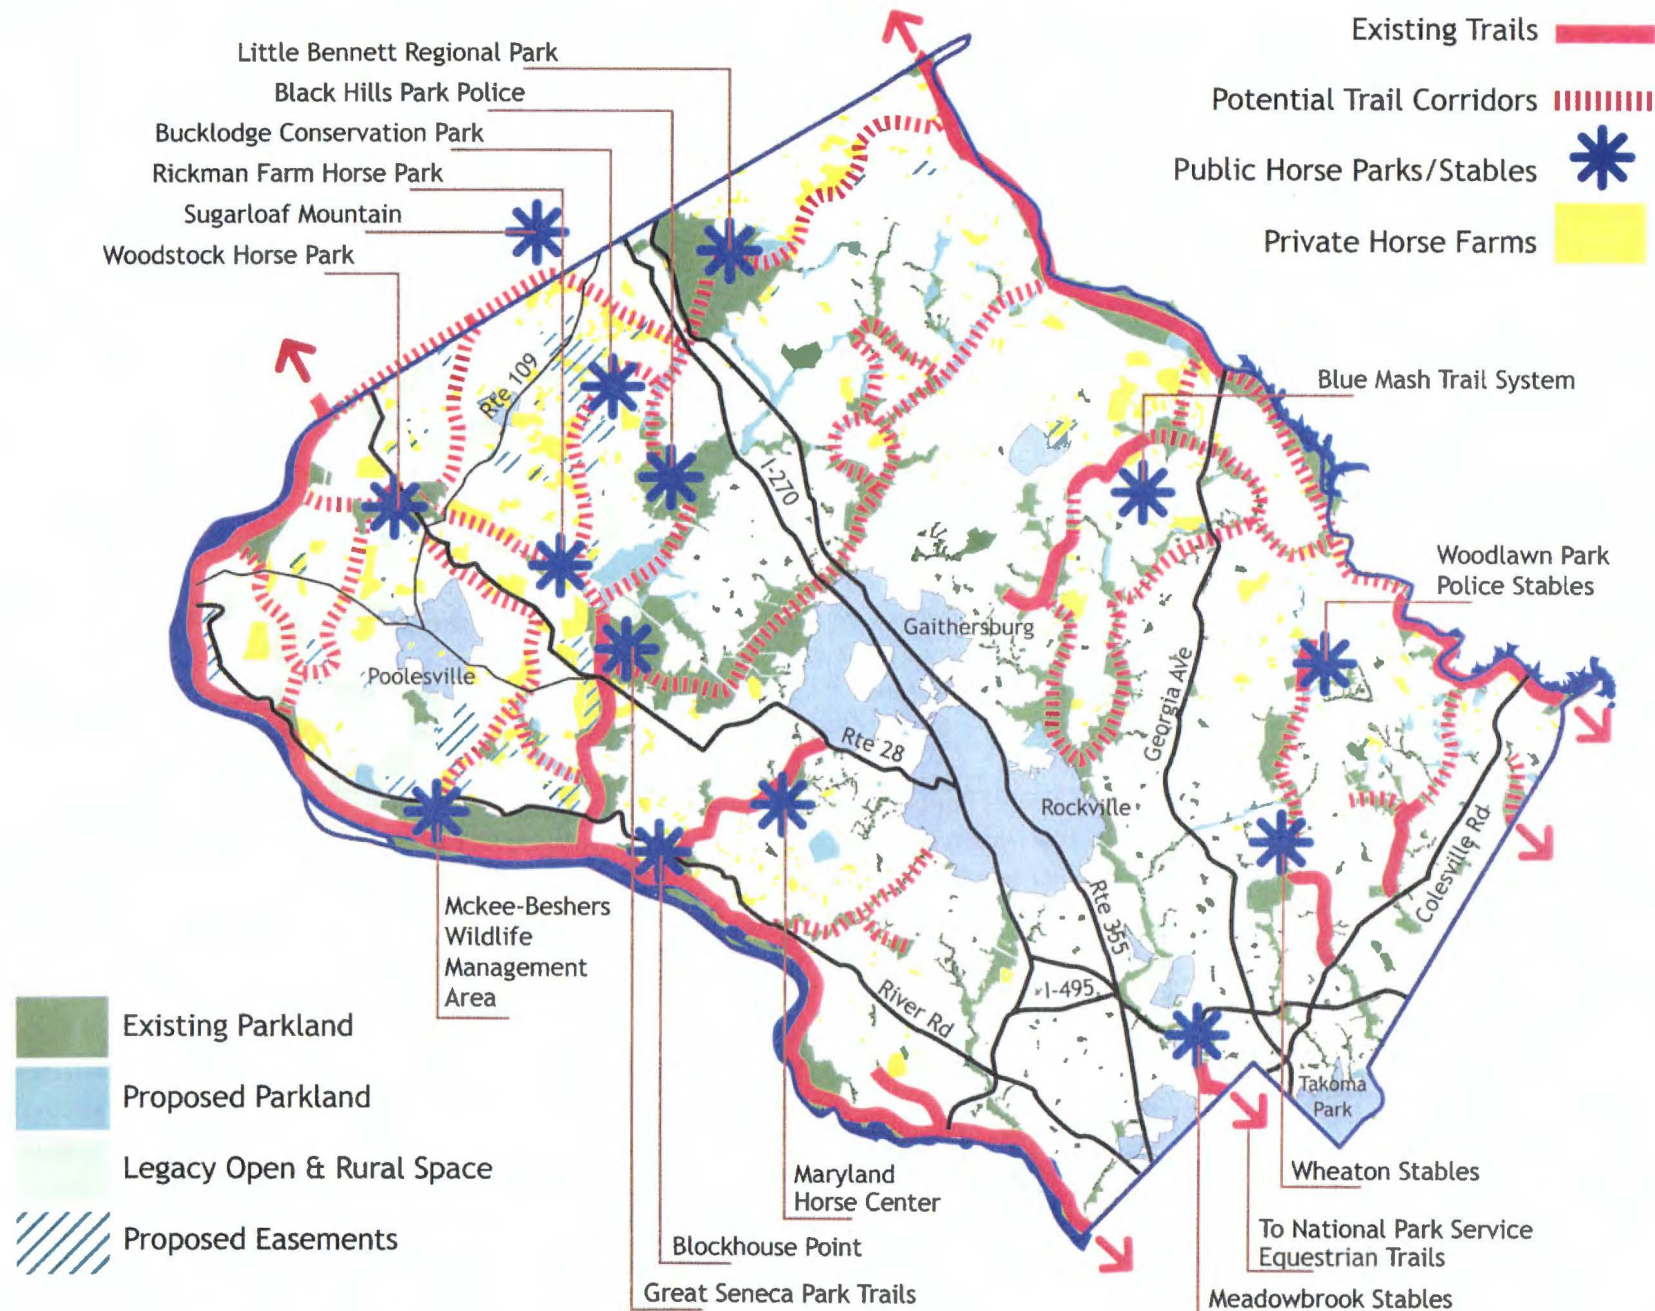 Little Bennett Regional Park
Black Hills Park Police
Bucklodge Conservation Park
Rickman Farm Horse Park
Sugarloaf Mountain
Woodstock Horse Park
Existing Trails
Potential Trail Corridors
Public Horse Parks/Stables
Private Horse Farms
Rte 109
I-270
Blue Mash Trail System
Woodlawn Park
Police Stables
Gaithersburg
Poolesville
Georgia Ave
Rte 28
Rockville
Colesville Rd
Rte 355
Mckee-Beshers
Wildlife
Management
Area
I-495
River Rd
Takoma
Park
Existing Parkland
Proposed Parkland
Legacy Open & Rural Space
Proposed Easements
Maryland
Horse Center
Blockhouse Point
Great Seneca Park Trails
Wheaton Stables
To National Park Service
Equestrian Trails
Meadowbrook Stables